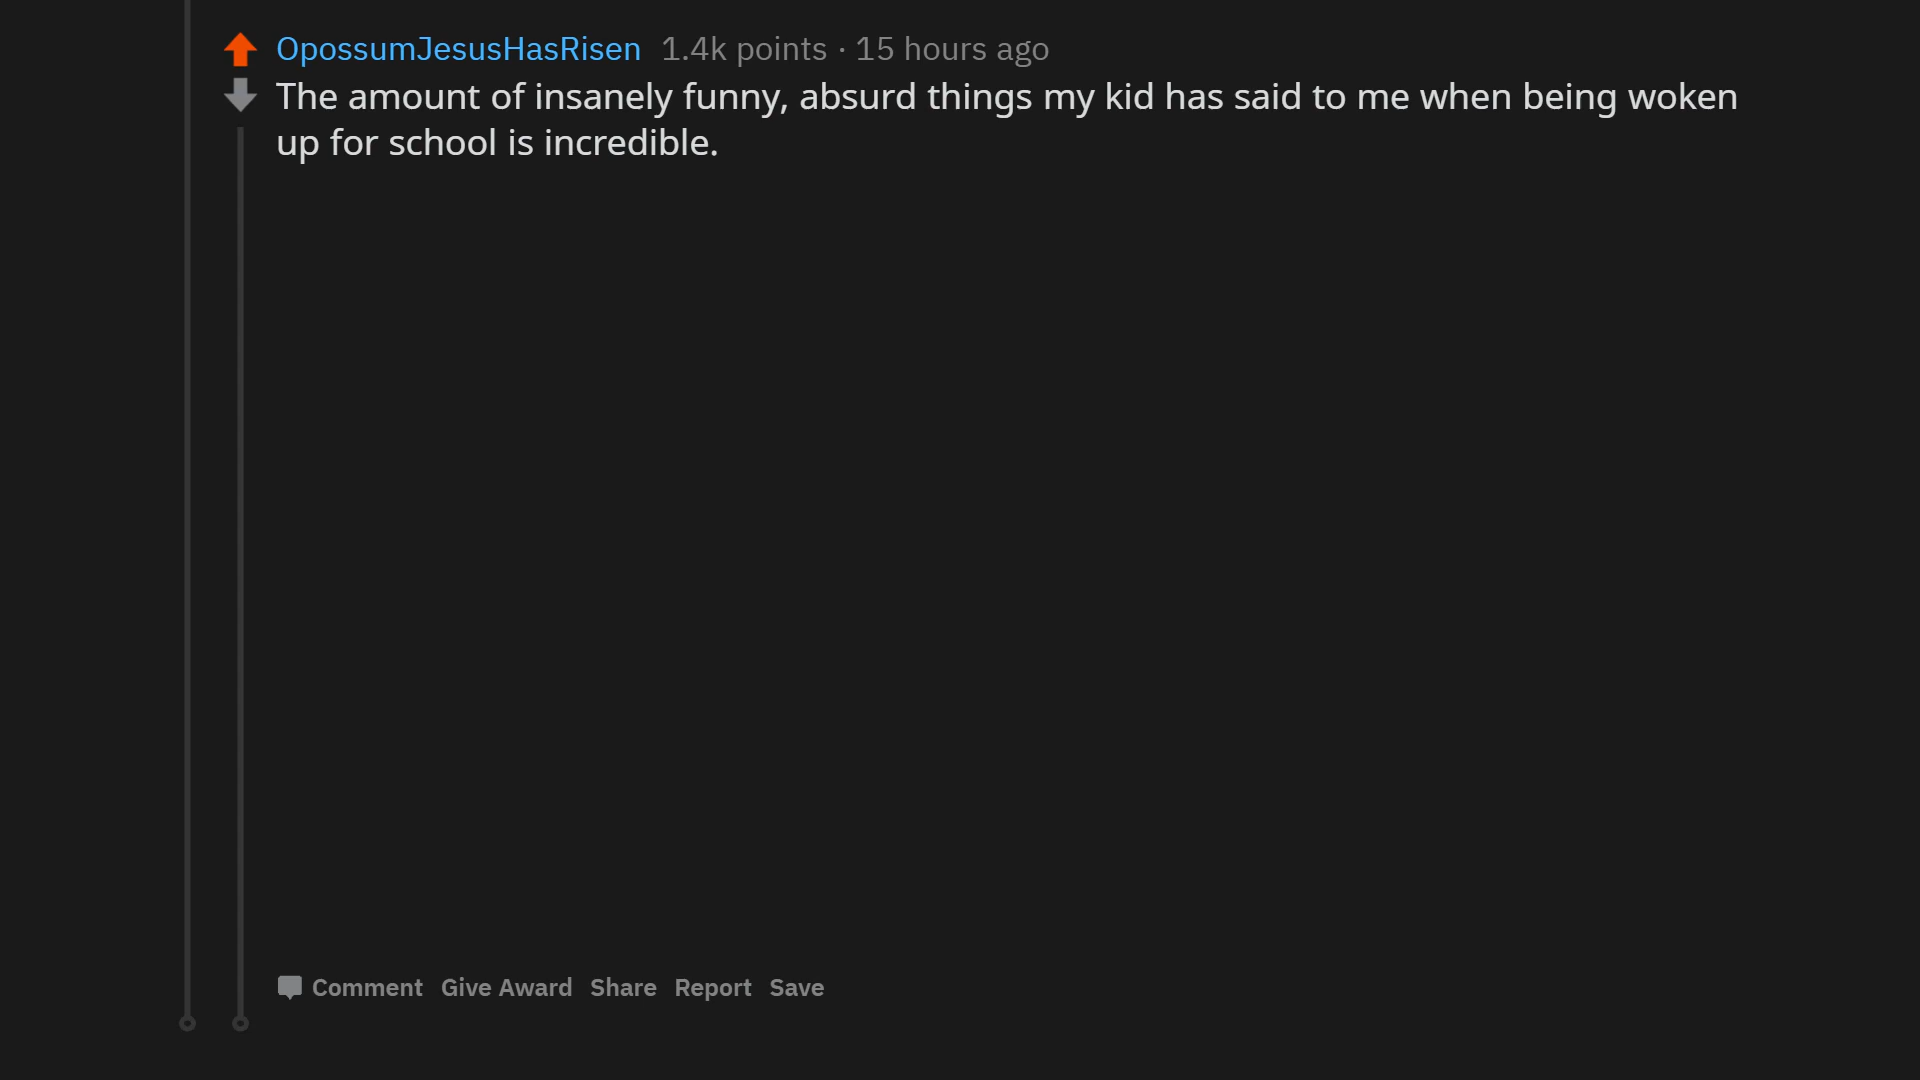 OpossumJesusHasRisen 1.4k points · 15 hours ago
The amount of insanely funny, absurd things my kid has said to me when being woken
up for school is incredible.
Comment Give Award Share Report Save